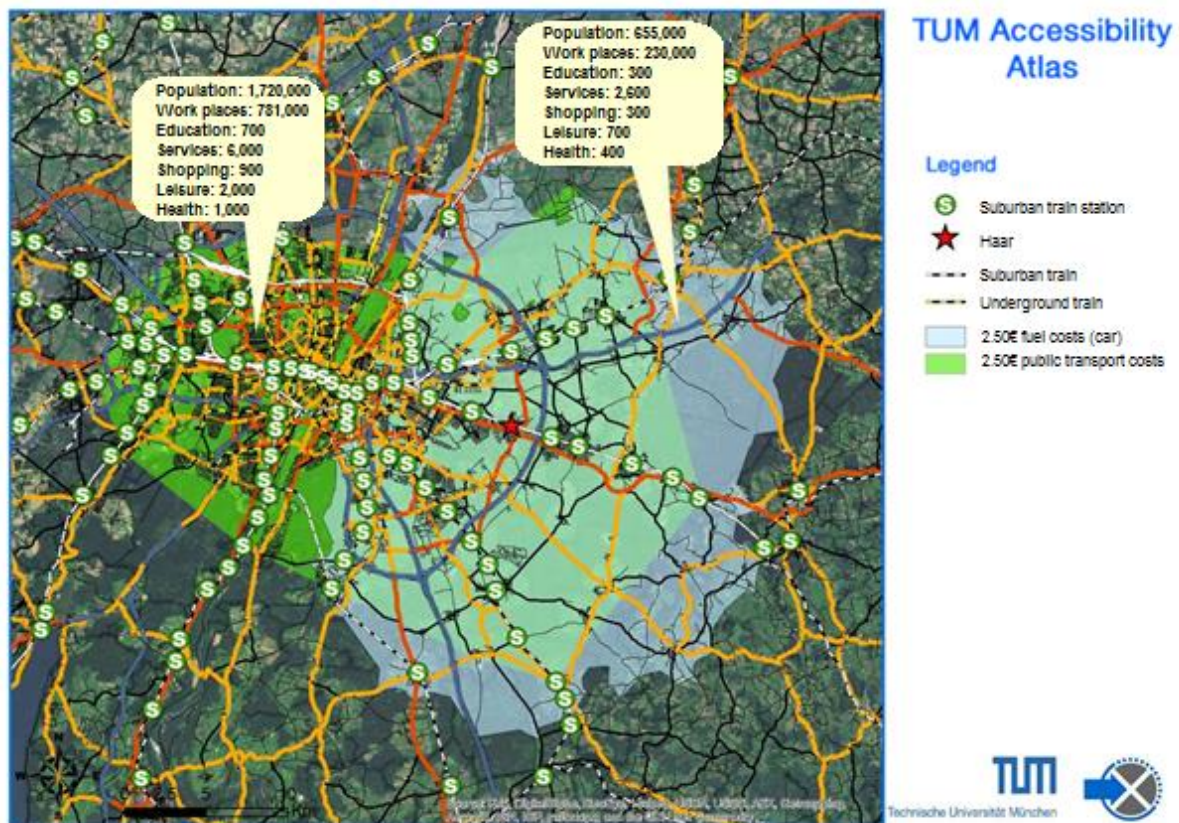 Population: 1,720,000
Work places: 781,000
Education: 700
Services: 6,000
Shopping: 900
Leisure: 2,000
Health: 1,000
Population: 655,000
Work places: 230,000
Education: 300
Services: 2,600
Shopping: 300
Leisure: 700
Health: 400
TUM Accessibility
Atlas
Legend
S Suburban train station
Haar
Suburban train
Underground train
2.50€ fuel costs (car)
2.50€ public transport costs
TUM
Technische Universität München